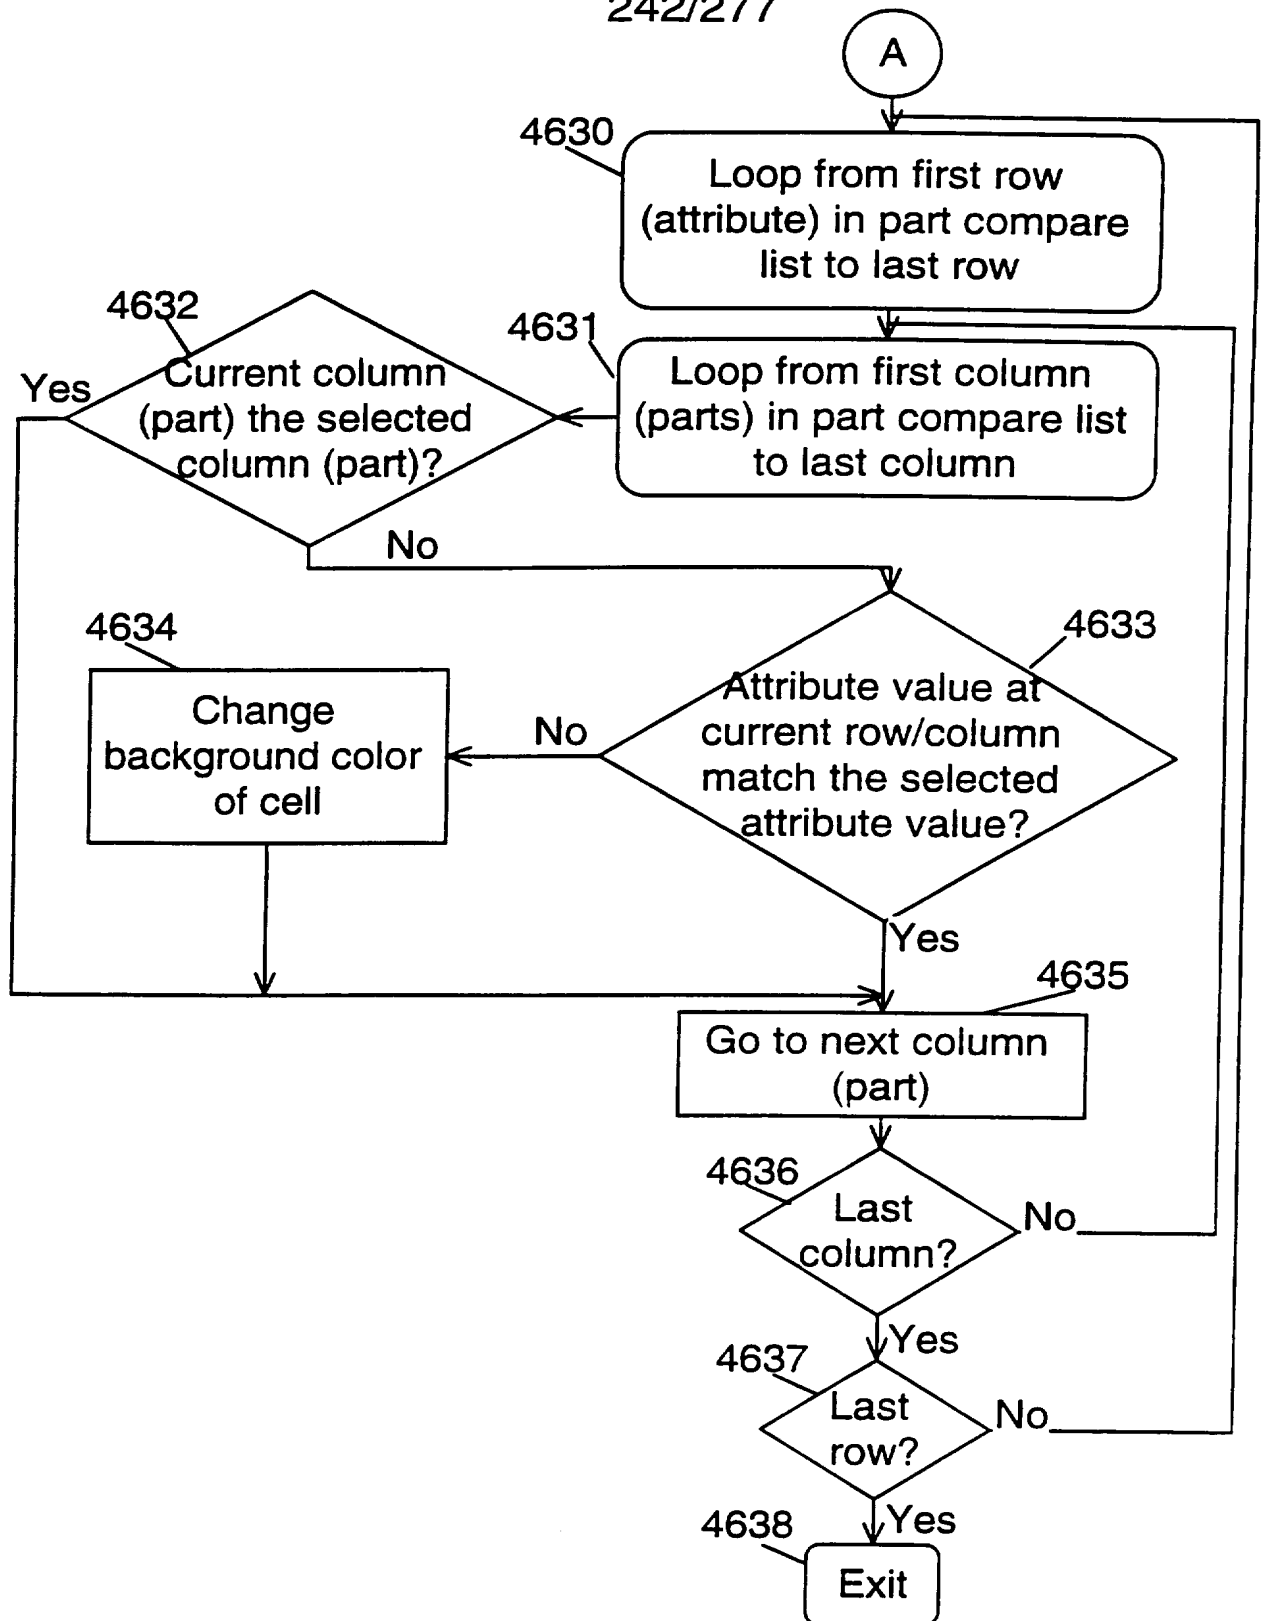 242/277
A
4630
Loop from first row
(attribute) in part compare
list to last row
4631
Loop from first column
(parts) in part compare list
to last column
4632
Yes
Current column
(part) the selected
column (part)?
No
4633
Attribute value at
current row/column
match the selected
attribute value?
No
4634
Change
background color
of cell
Yes
4635
Go to next column
(part)
4636
Last
column?
No
Yes
4637
Last
row?
No
Yes
4638
Exit